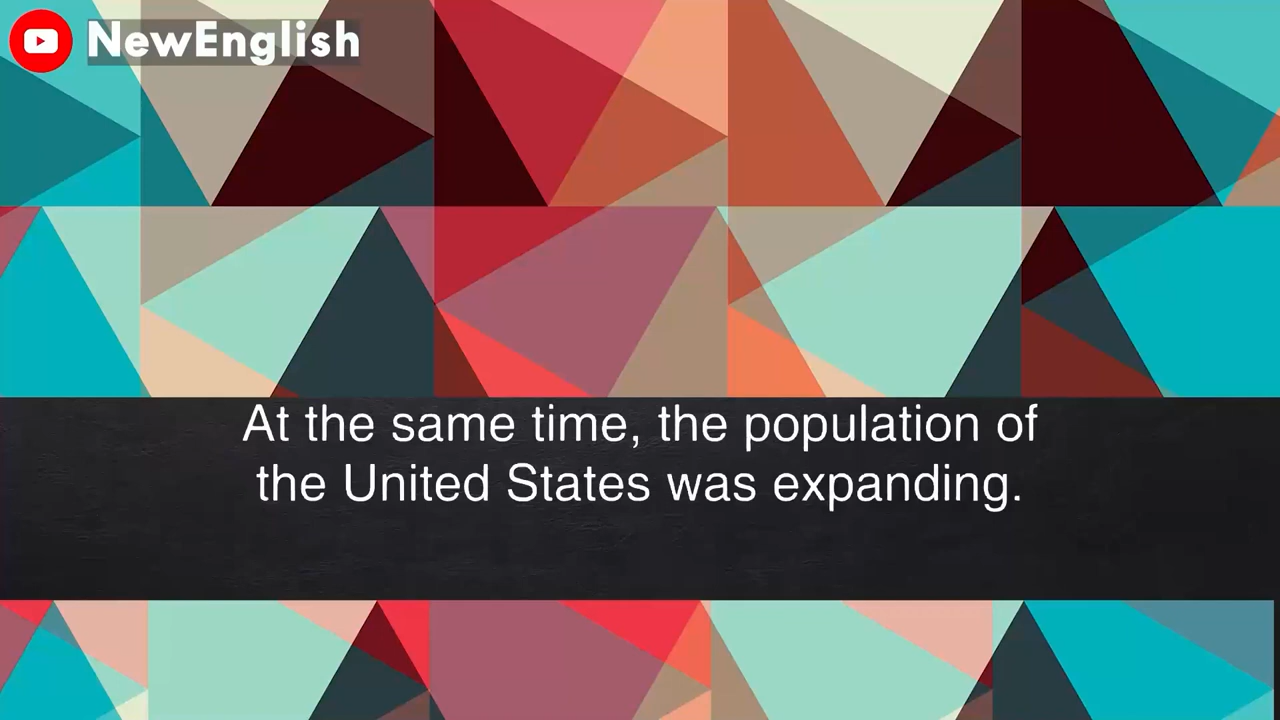 NewEnglish
At the same time, the population of
the United States was expanding.